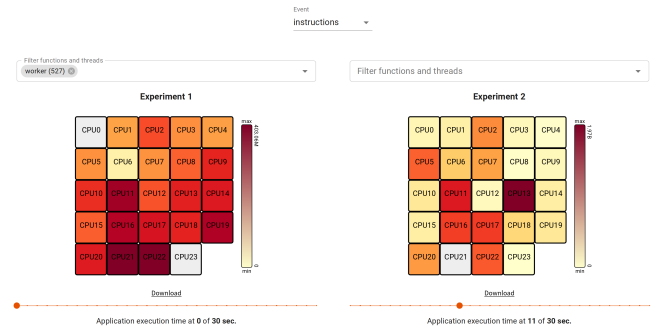 Event
instructions
Filter functions and threads
worker (527)
Filter functions and threads
Experiment 1
Experiment 2
CPU0 CPU1 CPU2 CPU3 CPU4
CPU5 CPU6 CPU7 CPU8 CPU9
CPU10 CPU11 CPU12 CPU13 CPU14
CPU15 CPU16 CPU17 CPU18 CPU19
CPU20 CPU21 CPU22 CPU23
max
403.06M
0
min
CPU0 CPU1 CPU2 CPU3 CPU4
CPU5 CPU6 CPU7 CPU8 CPU9
CPU10 CPU11 CPU12 CPU13 CPU14
CPU15 CPU16 CPU17 CPU18 CPU19
CPU20 CPU21 CPU22 CPU23
max
1.97B
0
min
Download
Download
Application execution time at 0 of 30 sec.
Application execution time at 11 of 30 sec.